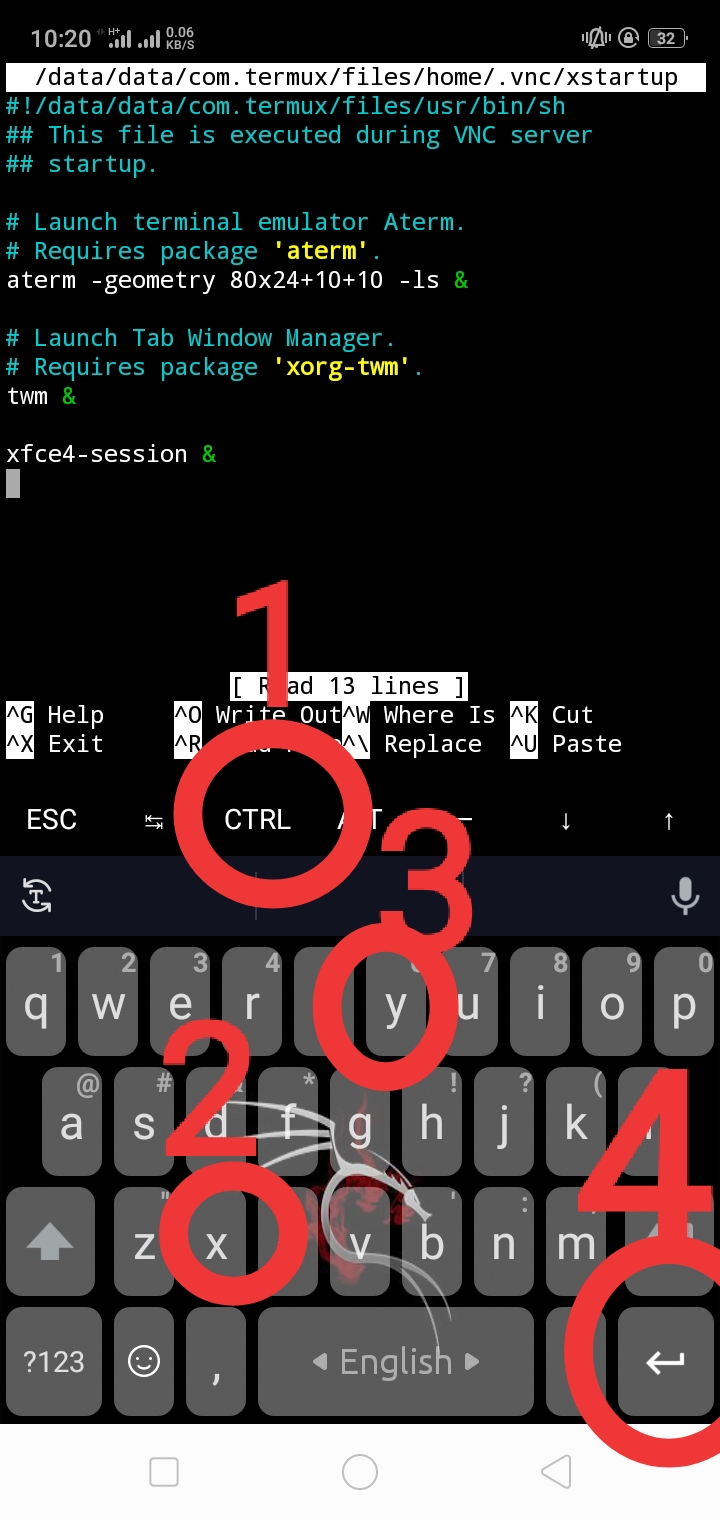 10:20 H+ 0.06 KB/S 32
/data/data/com.termux/files/home/.vnc/xstartup
#!/data/data/com.termux/files/usr/bin/sh
## This file is executed during VNC server
## startup.
# Launch terminal emulator Aterm.
# Requires package 'aterm'.
aterm -geometry 80x24+10+10 -ls &
# Launch Tab Window Manager.
# Requires package 'xorg-twm'.
twm &
xfce4-session &
1
[ Read 13 lines ]
^G Help ^O Write Out ^W Where Is ^K Cut
^X Exit ^R ^\ Replace ^U Paste
ESC ↹ CTRL ALT — ↓ ↑
3
1 2 3 4 7 8 9 0
q w e r y u i o p
2
@ # * ! ? (
a s d f g h j k
4
" ' :
z x v b n m
?123 , ◀ English ▶